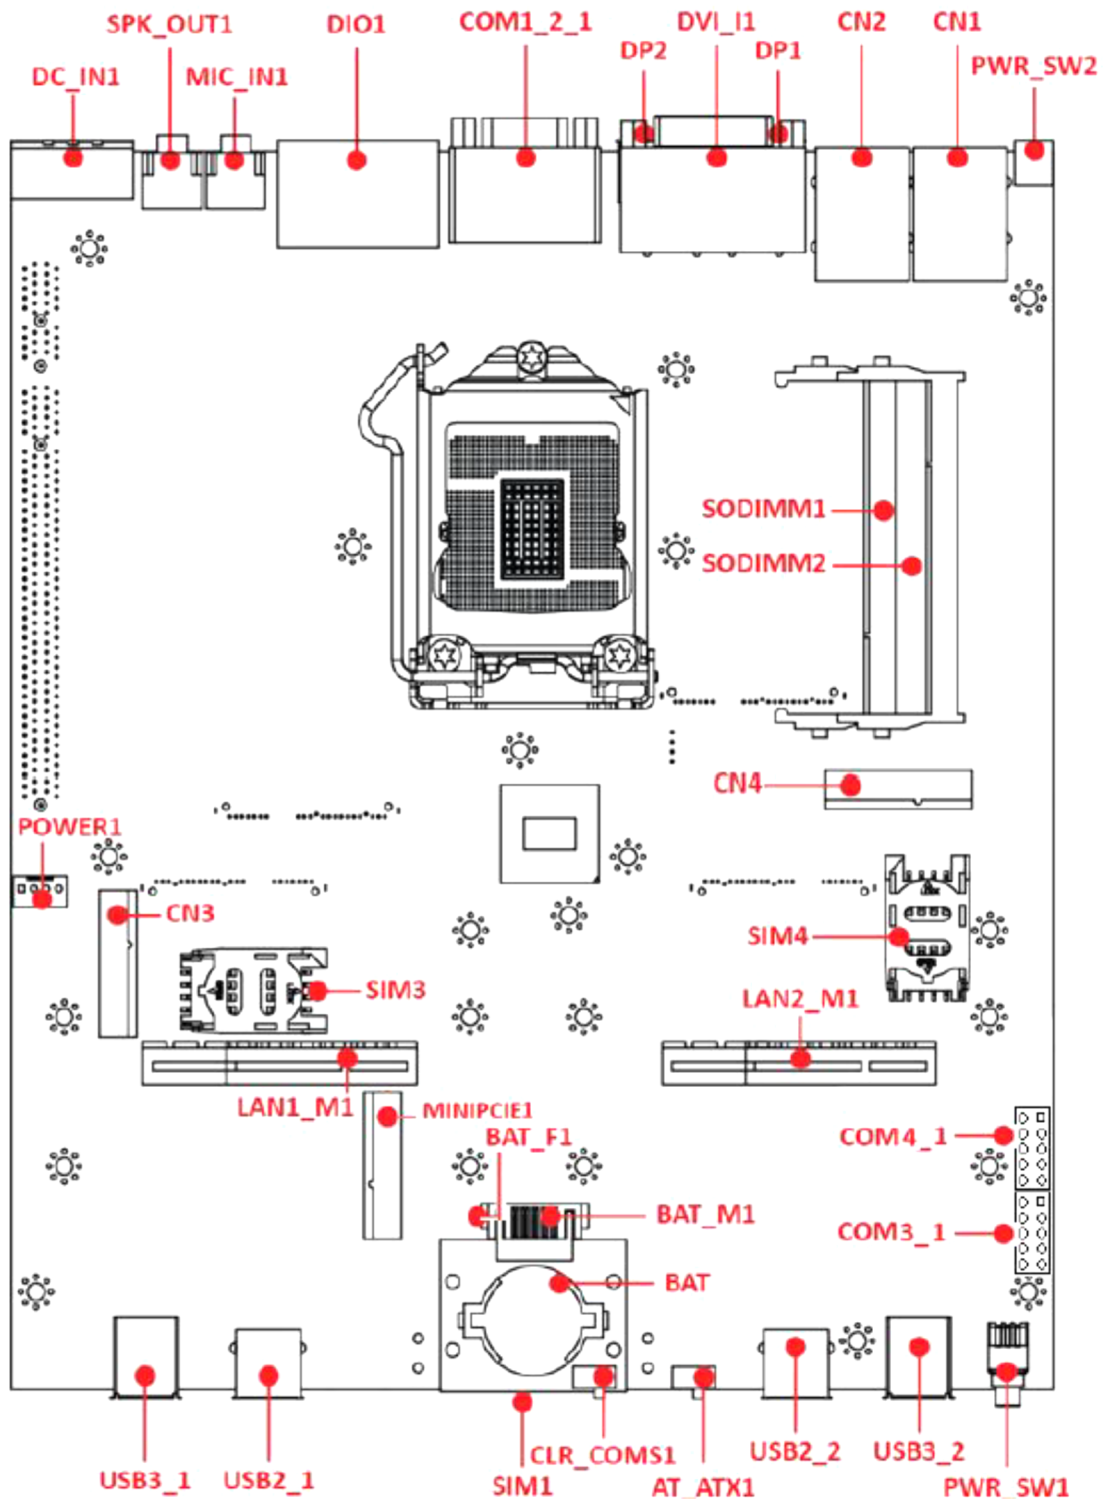 SPK_OUT1
DIO1
COM1_2_1
DVI_I1
CN2
CN1
DC_IN1
MIC_IN1
DP2
DP1
PWR_SW2
SODIMM1
SODIMM2
CN4
POWER1
CN3
SIM4
SIM3
LAN2_M1
LAN1_M1
MINIPCIE1
BAT_F1
COM4_1
BAT_M1
COM3_1
BAT
USB3_1
USB2_1
SIM1
CLR_COMS1
AT_ATX1
USB2_2
USB3_2
PWR_SW1